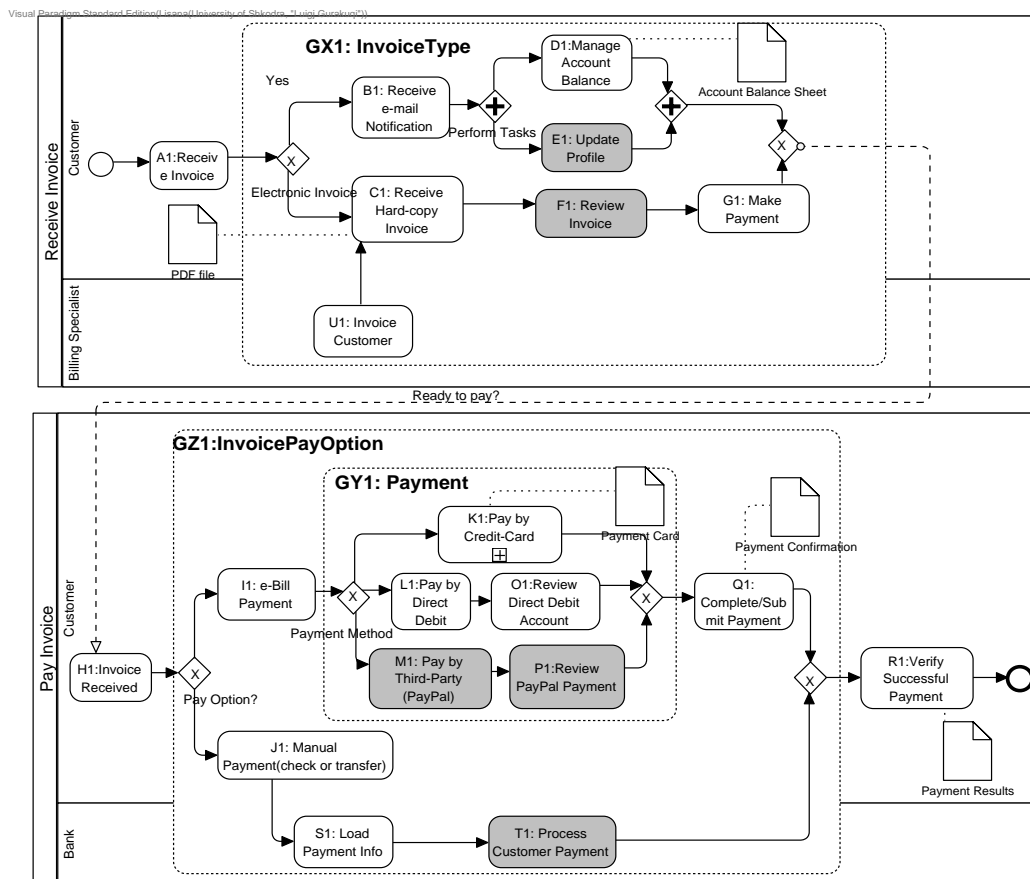 Visual Paradigm Standard Edition(Lisana(University of Shkodra, "Luigj Gurakuqi"))
GX1: InvoiceType
D1:Manage
Account
Balance
Account Balance Sheet
Yes
B1: Receive
e-mail
Notification
Perform Tasks
E1: Update
Profile
Receive Invoice
Customer
A1:Receiv
e Invoice
X
X
Electronic Invoice
C1: Receive
Hard-copy
Invoice
F1: Review
Invoice
G1: Make
Payment
PDF file
Billing Specialist
U1: Invoice
Customer
Ready to pay?
Pay Invoice
Customer
GZ1:InvoicePayOption
GY1: Payment
K1:Pay by
Credit-Card
Payment Card
Payment Confirmation
I1: e-Bill
Payment
X
L1:Pay by
Direct
Debit
O1:Review
Direct Debit
Account
X
Q1:
Complete/Sub
mit Payment
Payment Method
M1: Pay by
Third-Party
(PayPal)
P1:Review
PayPal Payment
H1:Invoice
Received
X
Pay Option?
X
R1:Verify
Successful
Payment
J1: Manual
Payment(check or transfer)
Payment Results
Bank
S1: Load
Payment Info
T1: Process
Customer Payment